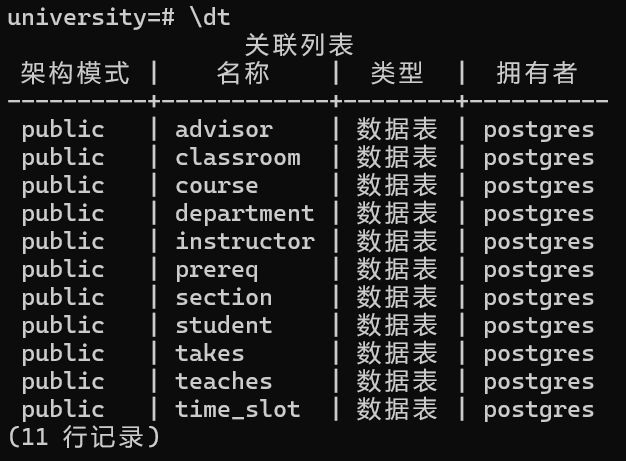 university=# \dt
关联列表
架构模式 | 名称 | 类型 | 拥有者
----------+------------+--------+----------
public | advisor | 数据表 | postgres
public | classroom | 数据表 | postgres
public | course | 数据表 | postgres
public | department | 数据表 | postgres
public | instructor | 数据表 | postgres
public | prereq | 数据表 | postgres
public | section | 数据表 | postgres
public | student | 数据表 | postgres
public | takes | 数据表 | postgres
public | teaches | 数据表 | postgres
public | time_slot | 数据表 | postgres
(11 行记录)